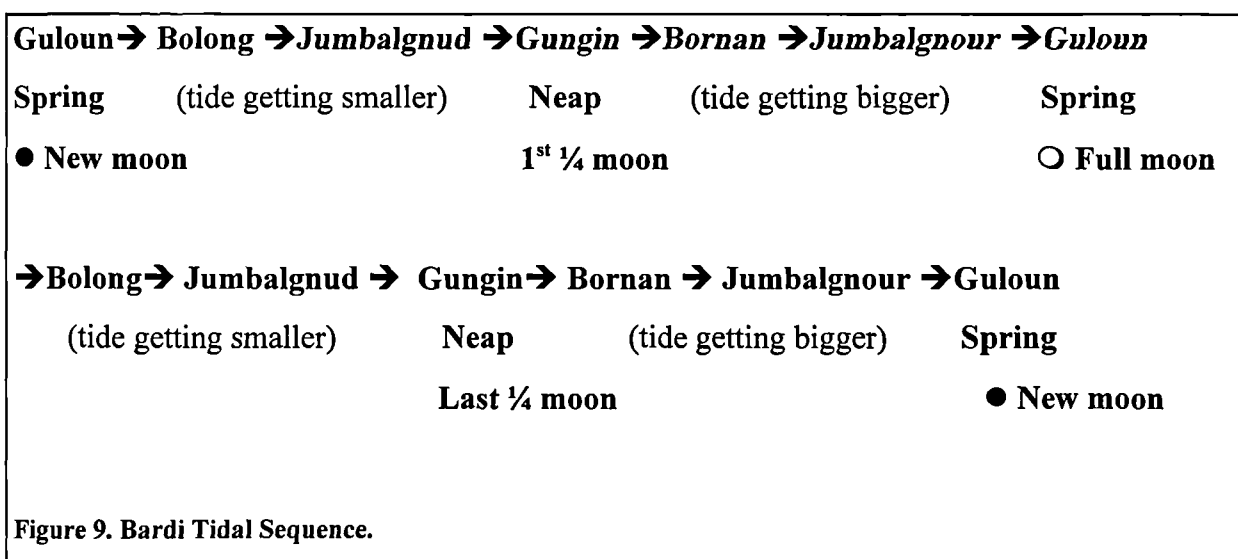 Guloun➔ Bolong ➔Jumbalgnud ➔Gungin ➔Bornan ➔Jumbalgnour ➔Guloun
Spring (tide getting smaller) Neap (tide getting bigger) Spring
● New moon 1st ¼ moon ○ Full moon
➔Bolong➔ Jumbalgnud ➔ Gungin➔ Bornan ➔ Jumbalgnour ➔Guloun
(tide getting smaller) Neap (tide getting bigger) Spring
Last ¼ moon ● New moon
Figure 9. Bardi Tidal Sequence.